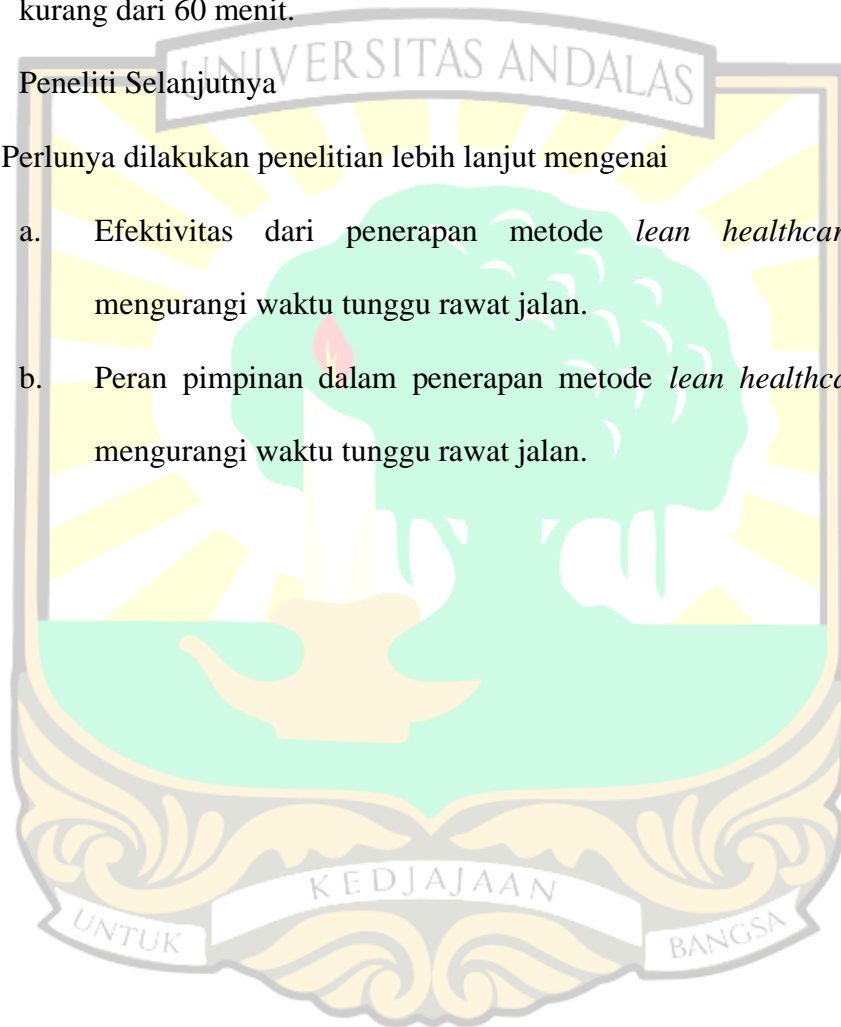 kurang dari 60 menit.
UNIVERSITAS ANDALAS
Peneliti Selanjutnya
Perlunya dilakukan penelitian lebih lanjut mengenai
a. Efektivitas dari penerapan metode lean
mengurangi waktu tunggu rawat jalan.
b. Peran pimpinan dalam penerapan metode lean
mengurangi waktu tunggu rawat jalan.
KEDJAJAAN
UNTUK
BANGSA